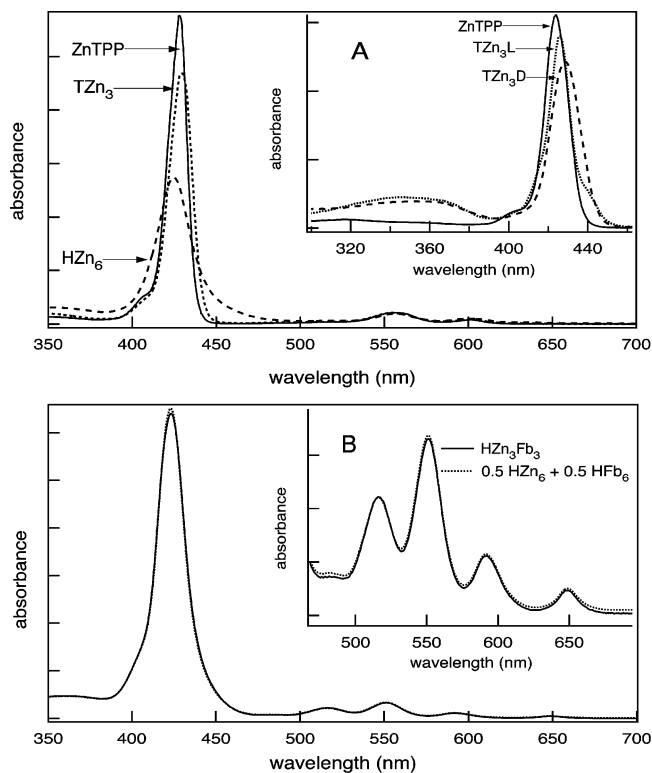 A
ZnTPP
TZn3
HZn6
absorbance
350 400 450 500 550 600 650 700
wavelength (nm)
ZnTPP
TZn3L
TZn3D
absorbance
320 360 400 440
wavelength (nm)
B
absorbance
350 400 450 500 550 600 650 700
wavelength (nm)
HZn3Fb3
0.5 HZn6 + 0.5 HFb6
absorbance
500 550 600 650
wavelength (nm)